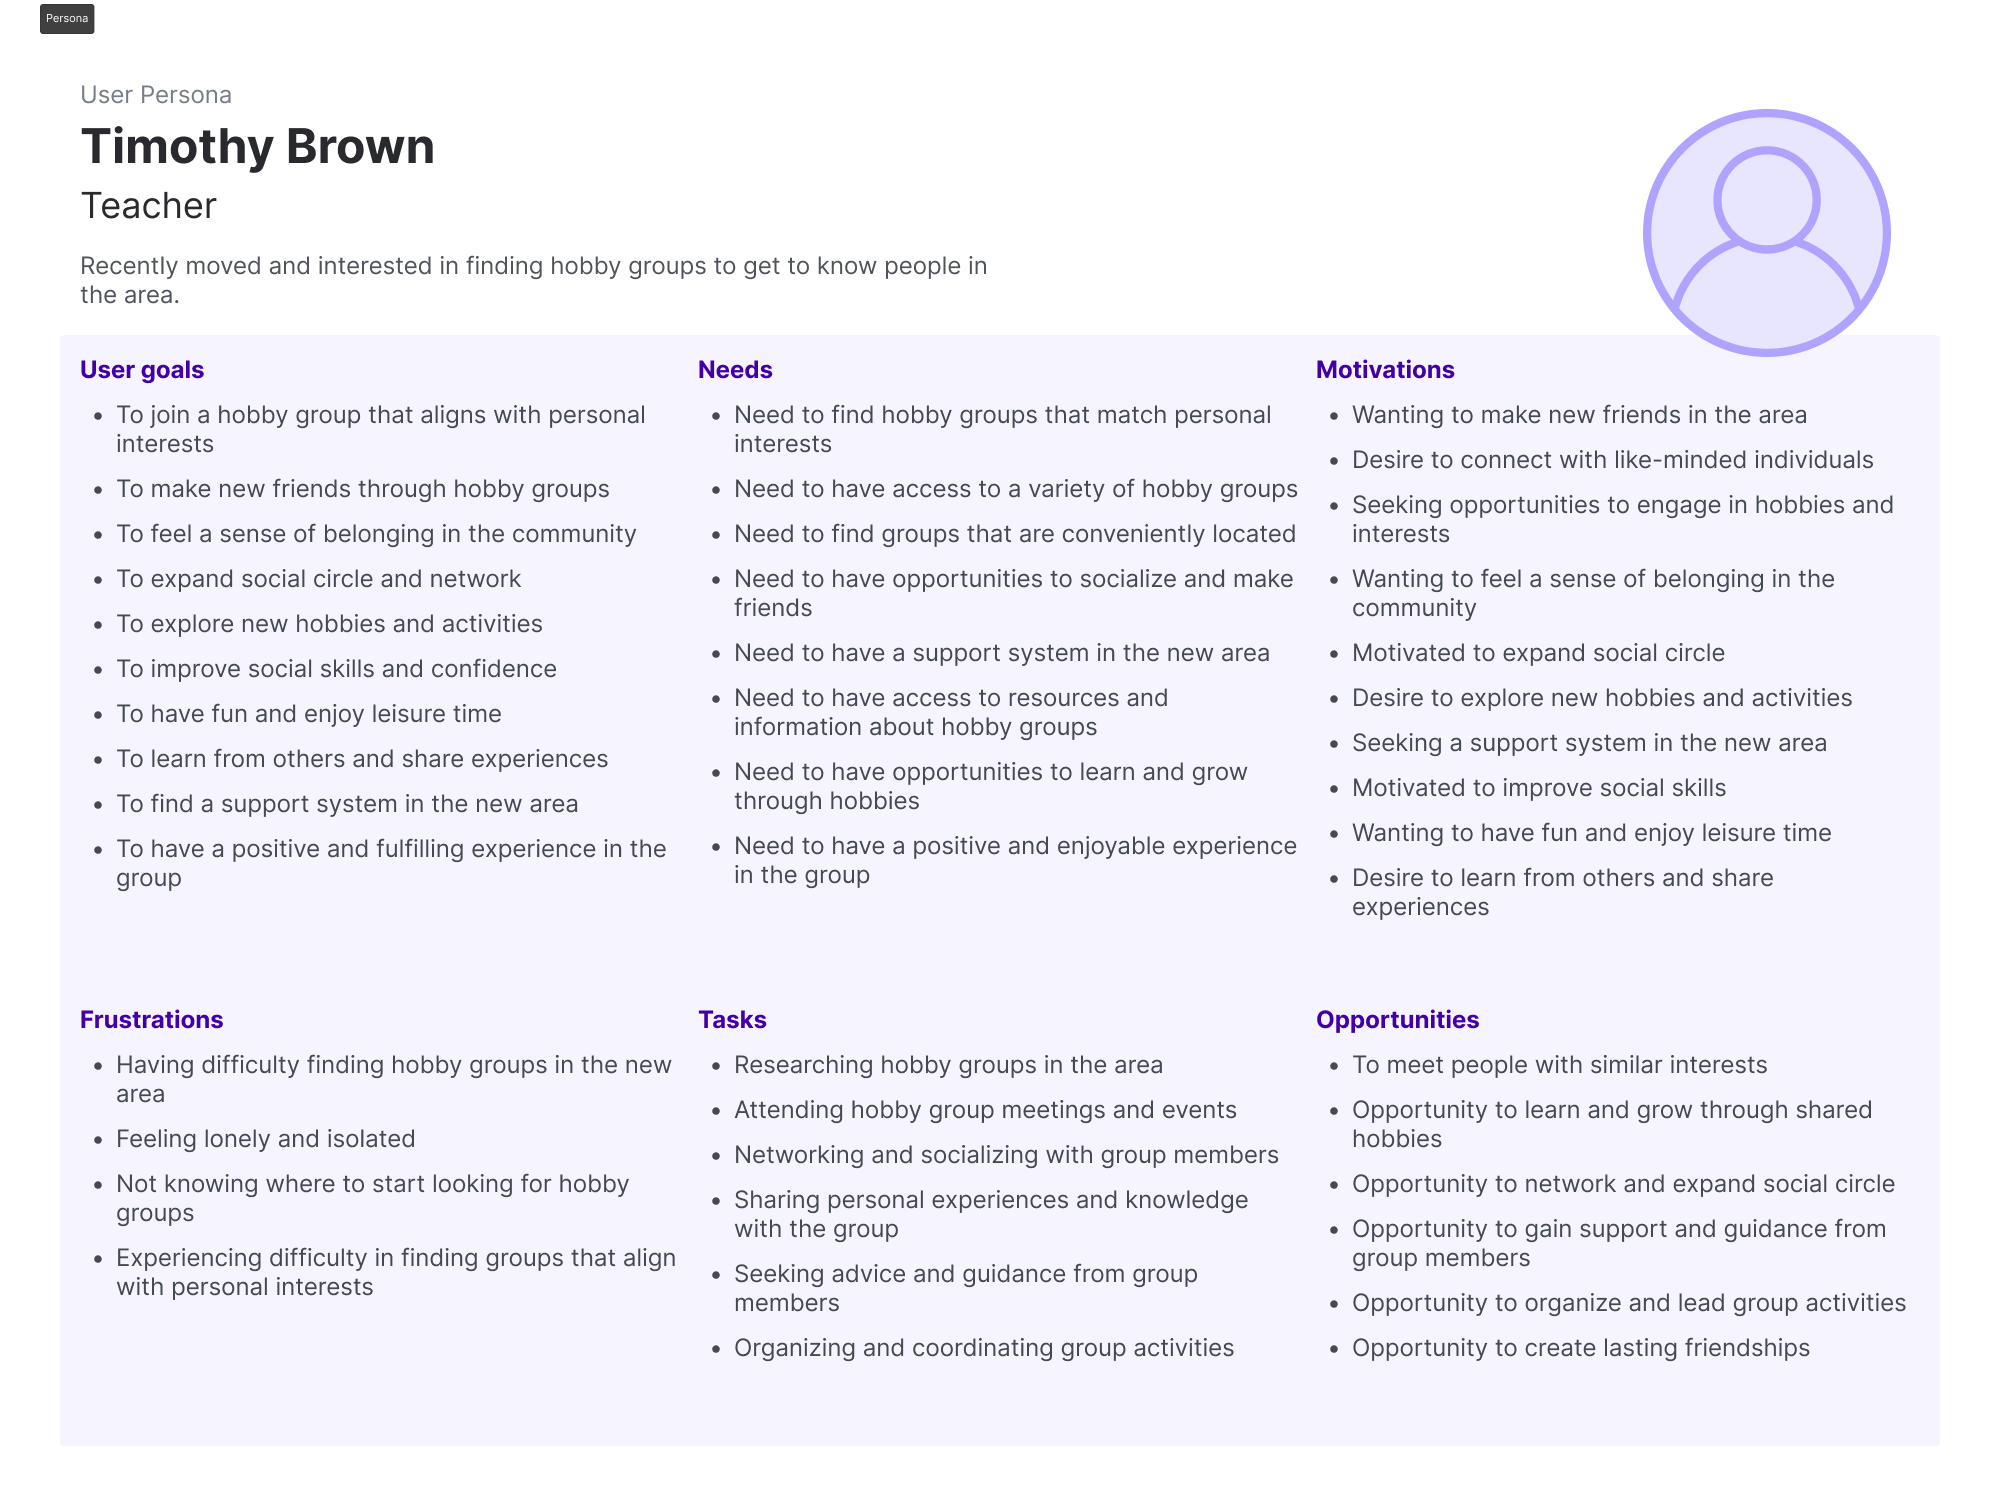 Persona
User Persona
Timothy Brown
Teacher
Recently moved and interested in finding hobby groups to get to know people in
the area.
User goals
• To join a hobby group that aligns with personal
interests
• To make new friends through hobby groups
• To feel a sense of belonging in the community
• To expand social circle and network
• To explore new hobbies and activities
• To improve social skills and confidence
• To have fun and enjoy leisure time
• To learn from others and share experiences
• To find a support system in the new area
• To have a positive and fulfilling experience in the
group
Needs
• Need to find hobby groups that match personal
interests
• Need to have access to a variety of hobby groups
• Need to find groups that are conveniently located
• Need to have opportunities to socialize and make
friends
• Need to have a support system in the new area
• Need to have access to resources and
information about hobby groups
• Need to have opportunities to learn and grow
through hobbies
• Need to have a positive and enjoyable experience
in the group
Motivations
• Wanting to make new friends in the area
• Desire to connect with like-minded individuals
• Seeking opportunities to engage in hobbies and
interests
• Wanting to feel a sense of belonging in the
community
• Motivated to expand social circle
• Desire to explore new hobbies and activities
• Seeking a support system in the new area
• Motivated to improve social skills
• Wanting to have fun and enjoy leisure time
• Desire to learn from others and share
experiences
Frustrations
• Having difficulty finding hobby groups in the new
area
• Feeling lonely and isolated
• Not knowing where to start looking for hobby
groups
• Experiencing difficulty in finding groups that align
with personal interests
Tasks
• Researching hobby groups in the area
• Attending hobby group meetings and events
• Networking and socializing with group members
• Sharing personal experiences and knowledge
with the group
• Seeking advice and guidance from group
members
• Organizing and coordinating group activities
Opportunities
• To meet people with similar interests
• Opportunity to learn and grow through shared
hobbies
• Opportunity to network and expand social circle
• Opportunity to gain support and guidance from
group members
• Opportunity to organize and lead group activities
• Opportunity to create lasting friendships